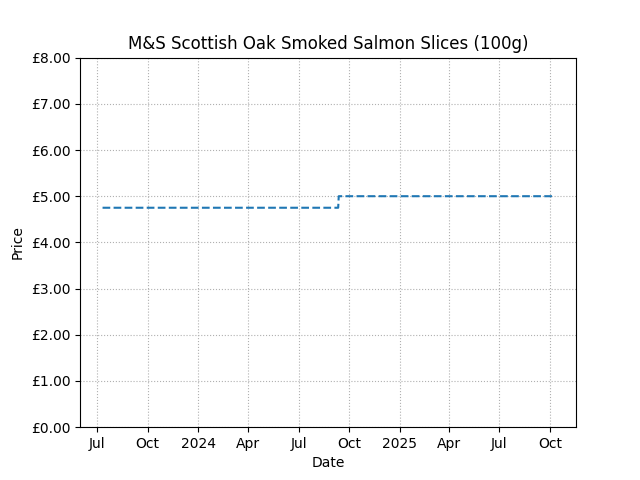 M&S Scottish Oak Smoked Salmon Slices (100g)
£8.00
£7.00
£6.00
£5.00
£4.00
£3.00
£2.00
£1.00
£0.00
Price
Jul Oct 2024 Apr Jul Oct 2025 Apr Jul Oct
Date